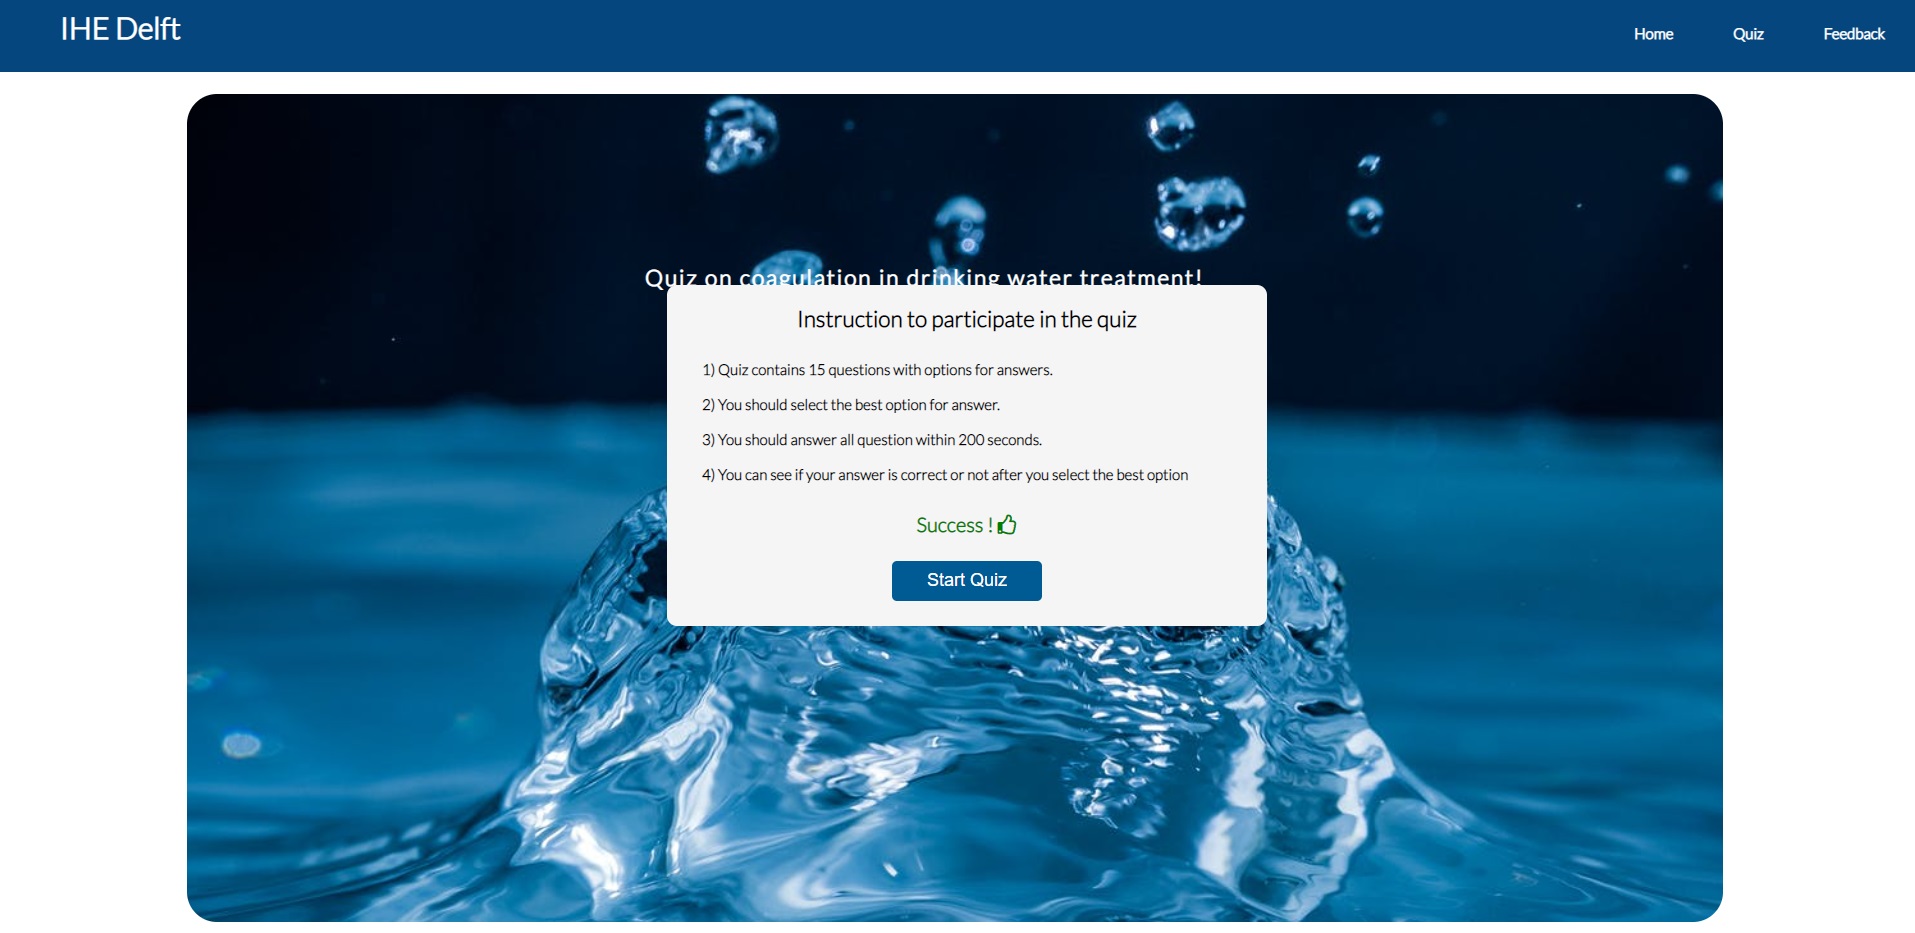 IHE Delft
Home
Quiz
Feedback
Quiz on coagulation in drinking water treatment!
Instruction to participate in the quiz
1) Quiz contains 15 questions with options for answers.
2) You should select the best option for answer.
3) You should answer all question within 200 seconds.
4) You can see if your answer is correct or not after you select the best option
Success !
Start Quiz